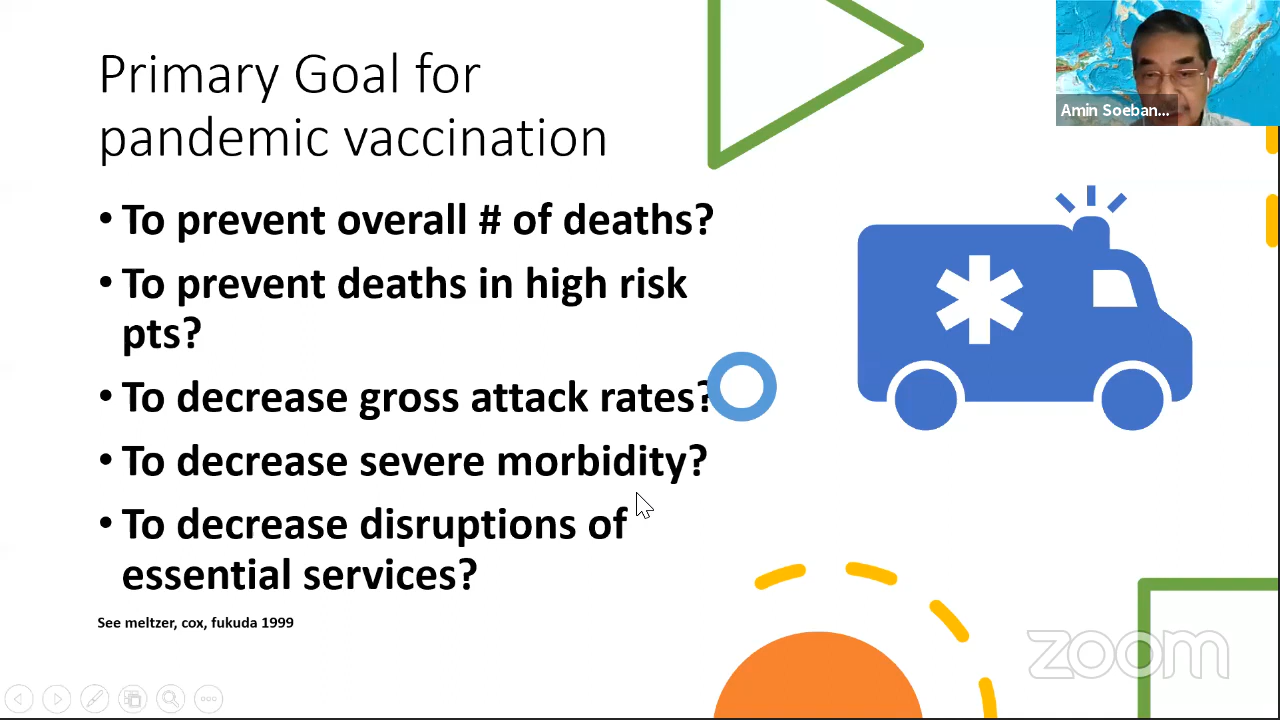 Primary Goal for
pandemic vaccination
• To prevent overall # of deaths?
• To prevent deaths in high risk
pts?
• To decrease gross attack rates?
• To decrease severe morbidity?
• To decrease disruptions of
essential services?
See meltzer, cox, fukuda 1999
Amin Soeban...
zoom